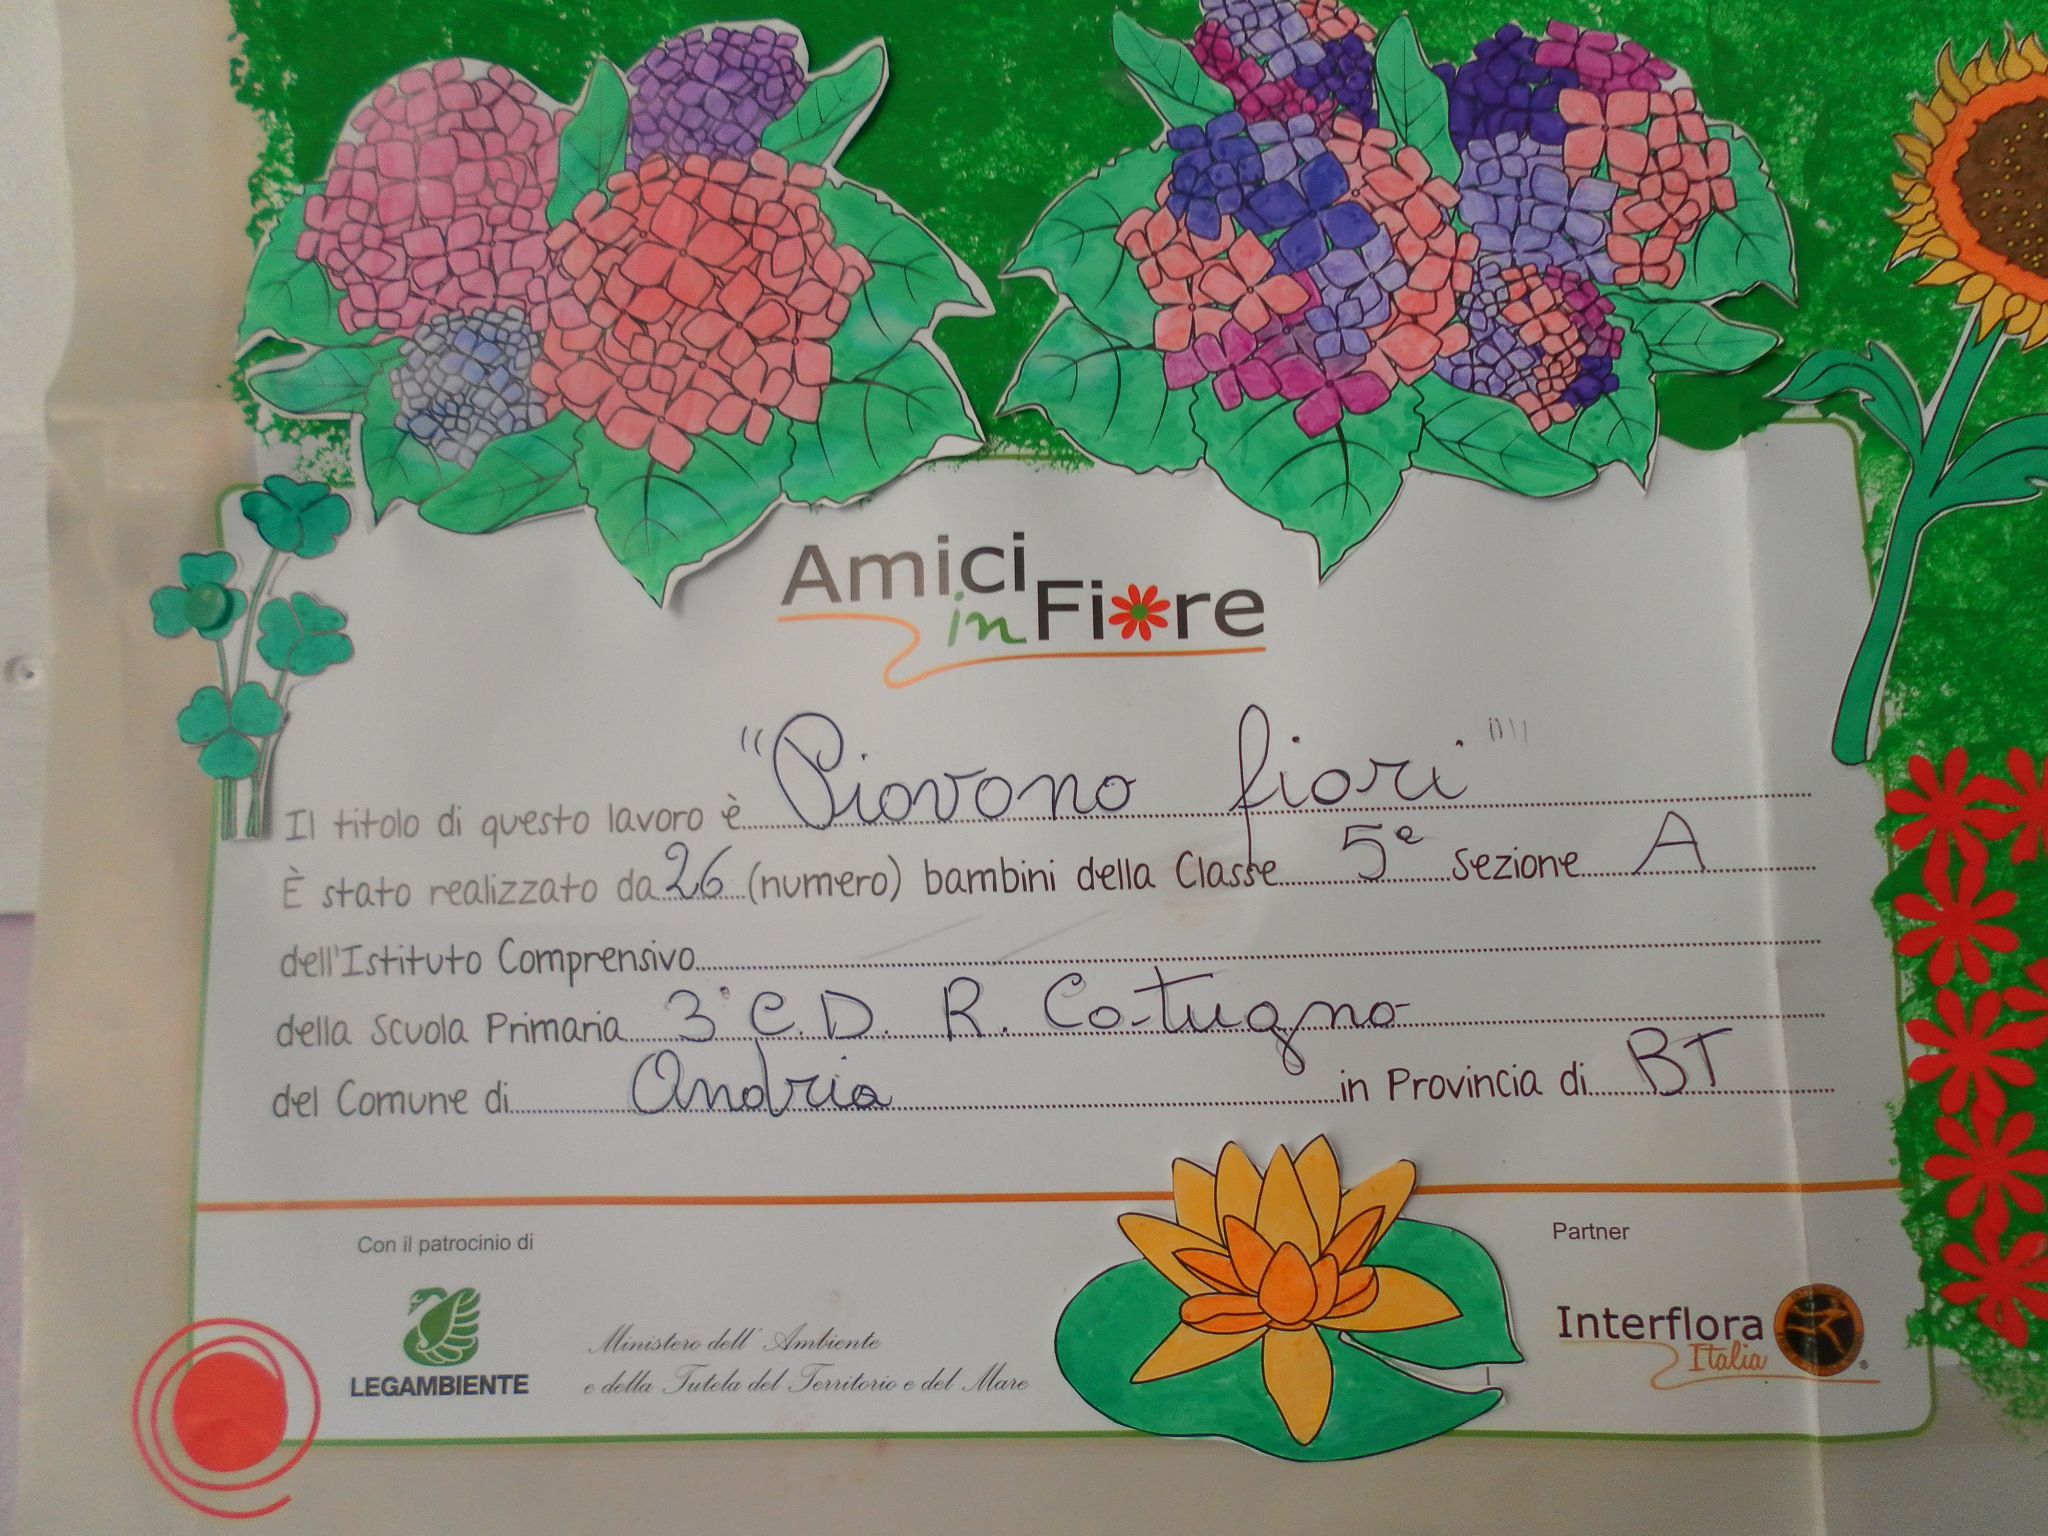 Amici
in Fiore
Il titolo di questo lavoro è "Piovono fiori"
È stato realizzato da 26 (numero) bambini della Classe 5ª Sezione A
dell'Istituto Comprensivo
della Scuola Primaria 3° C.D. R. Cotugno
del Comune di Andria in Provincia di BT
Con il patrocinio di
Partner
LEGAMBIENTE
Ministero dell'Ambiente
e della Tutela del Territorio e del Mare
Interflora
Italia